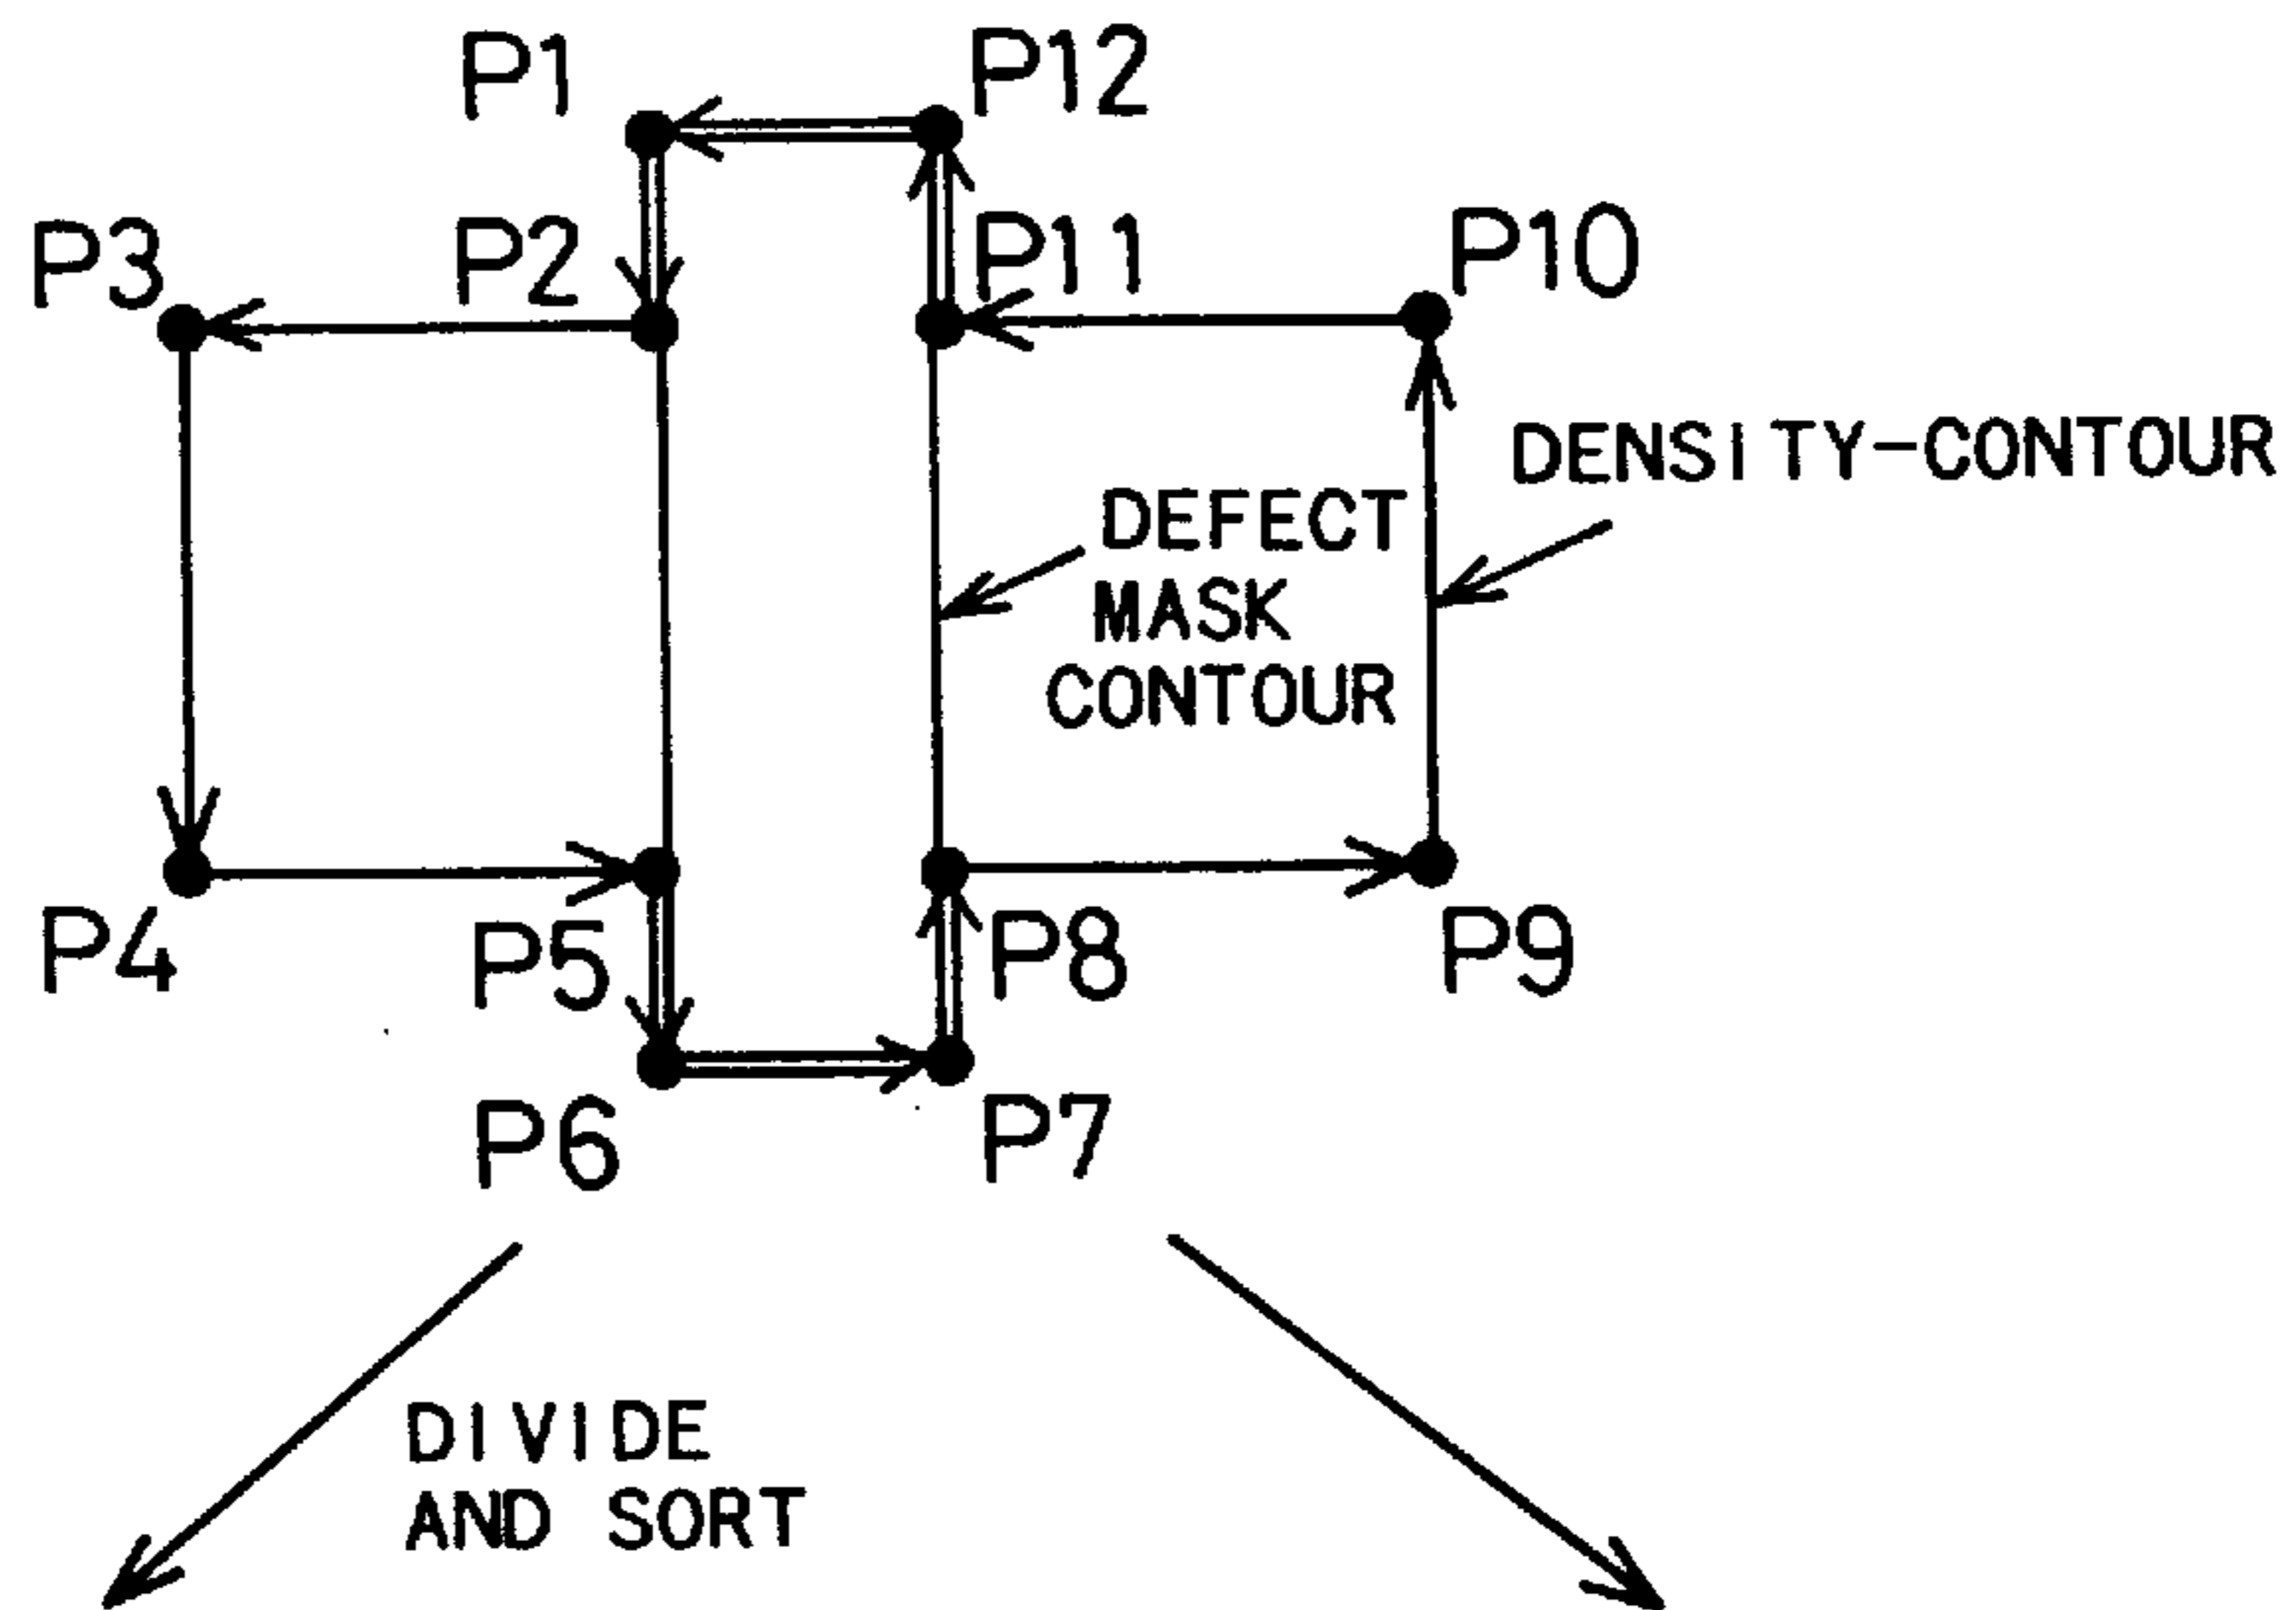 P1
P12
P3
P2
P11
P10
DENSITY-CONTOUR
DEFECT
MASK
CONTOUR
P4
P5
P8
P9
P6
P7
DIVIDE
AND SORT